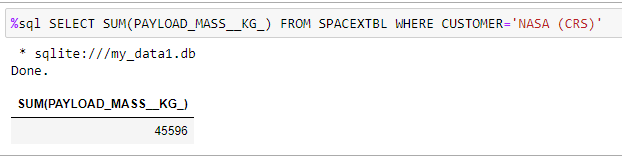 %sql SELECT SUM(PAYLOAD_MASS__KG_) FROM SPACEXTBL WHERE CUSTOMER='NASA (CRS)'
* sqlite:///my_data1.db
Done.
SUM(PAYLOAD_MASS__KG_)
45596